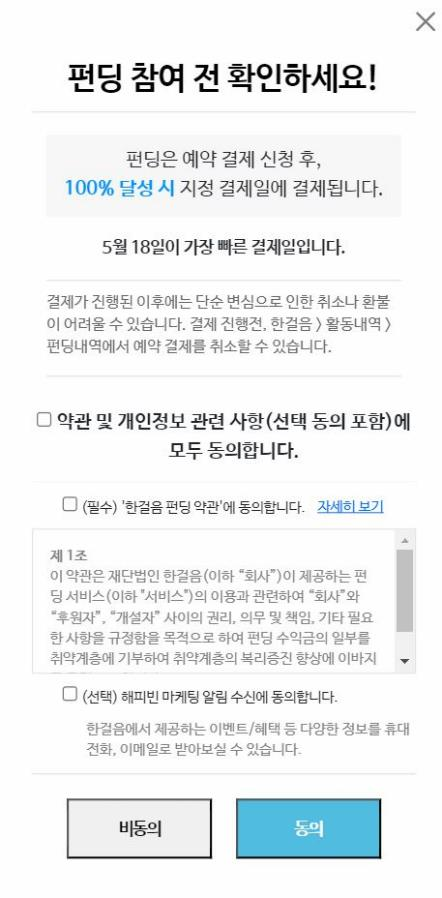 펀딩 참여 전 확인하세요!
펀딩은 예약 결제 신청 후,
100% 달성 시 지정 결제일에 결제됩니다.
5월 18일이 가장 빠른 결제일입니다.
결제가 진행된 이후에는 단순 변심으로 인한 취소나 환불
이 어려울 수 있습니다. 결제 진행전, 한걸음 > 활동내역 >
펀딩내역에서 예약 결제를 취소할 수 있습니다.
약관 및 개인정보 관련 사항(선택 동의 포함)에
모두 동의합니다.
(필수) '한걸음 펀딩 약관'에 동의합니다. 자세히 보기
제 1조
이 약관은 재단법인 한걸음(이하 “회사”)이 제공하는 펀
딩 서비스(이하 "서비스")의 이용과 관련하여 “회사”와
“후원자”, “개설자” 사이의 권리, 의무 및 책임, 기타 필요
한 사항을 규정함을 목적으로 하여 펀딩 수익금의 일부를
취약계층에 기부하여 취약계층의 복리증진 향상에 이바지
(선택) 해피빈 마케팅 알림 수신에 동의합니다.
한걸음에서 제공하는 이벤트/혜택 등 다양한 정보를 휴대
전화, 이메일로 받아보실 수 있습니다.
비동의
동의